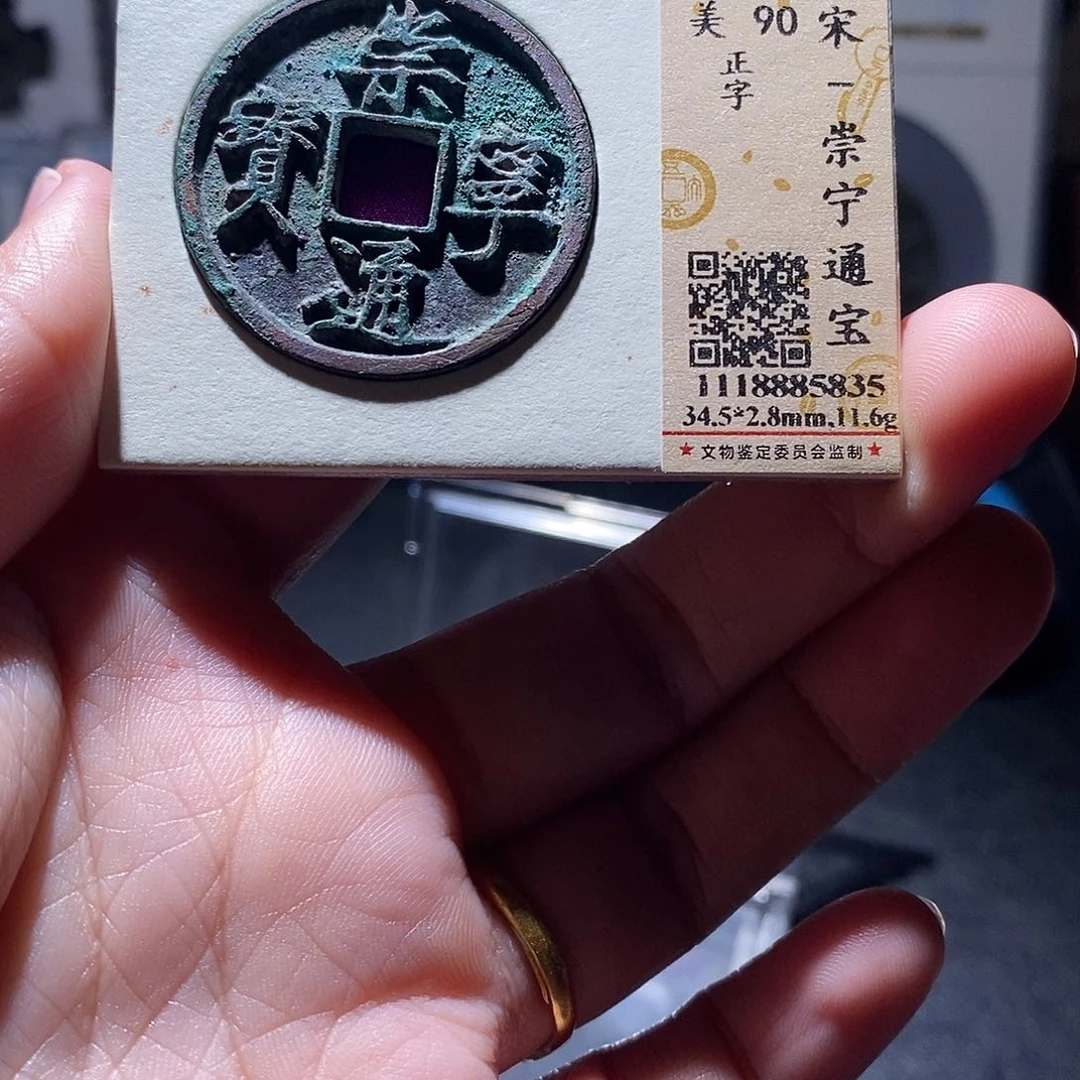 崇寧通寳
美 90
正字
宋一崇宁通宝
1118885835
34.5*2.8mm,11.6g
★文物鉴定委员会监制★